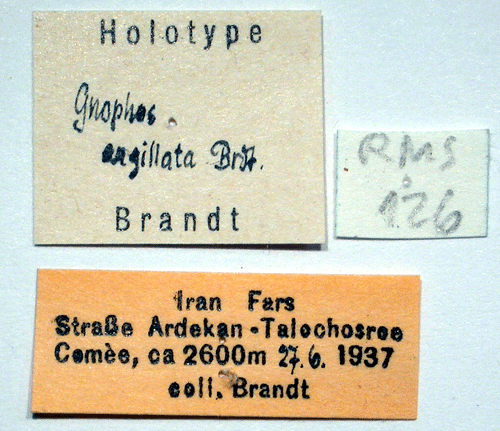 Holotype
Gnophos
argillata Brdt.
Brandt
RMS
126
Iran Fars
Straße Ardekan-Talochosroe
Comèe, ca 2600m 27.6. 1937
coll. Brandt